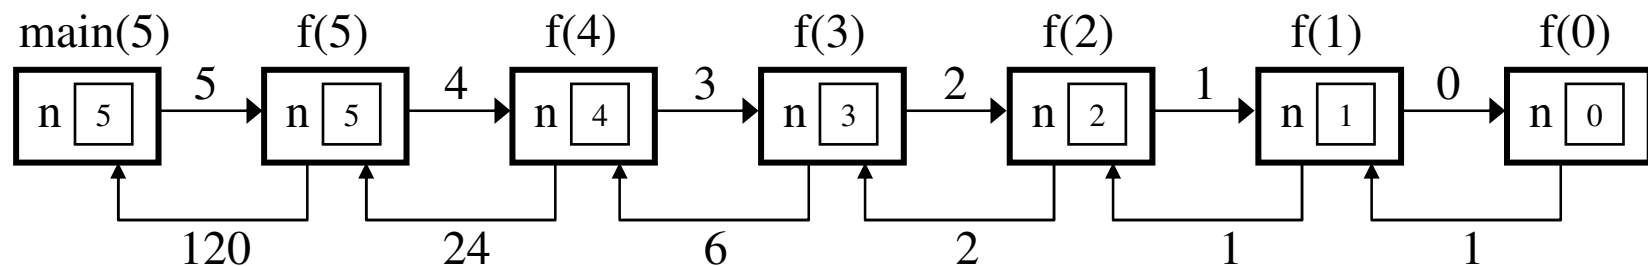 main(5) f(5) f(4) f(3) f(2) f(1) f(0)
5 4 3 2 1 0
n 5 n 5 n 4 n 3 n 2 n 1 n 0
120 24 6 2 1 1